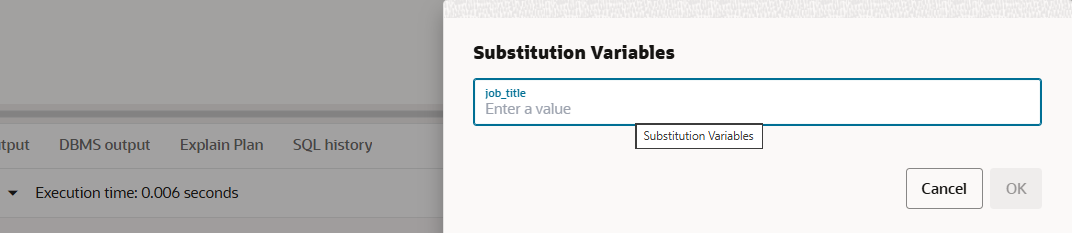 Substitution Variables
job_title
Enter a value
Substitution Variables
Cancel
OK
tput
DBMS output
Explain Plan
SQL history
Execution time: 0.006 seconds